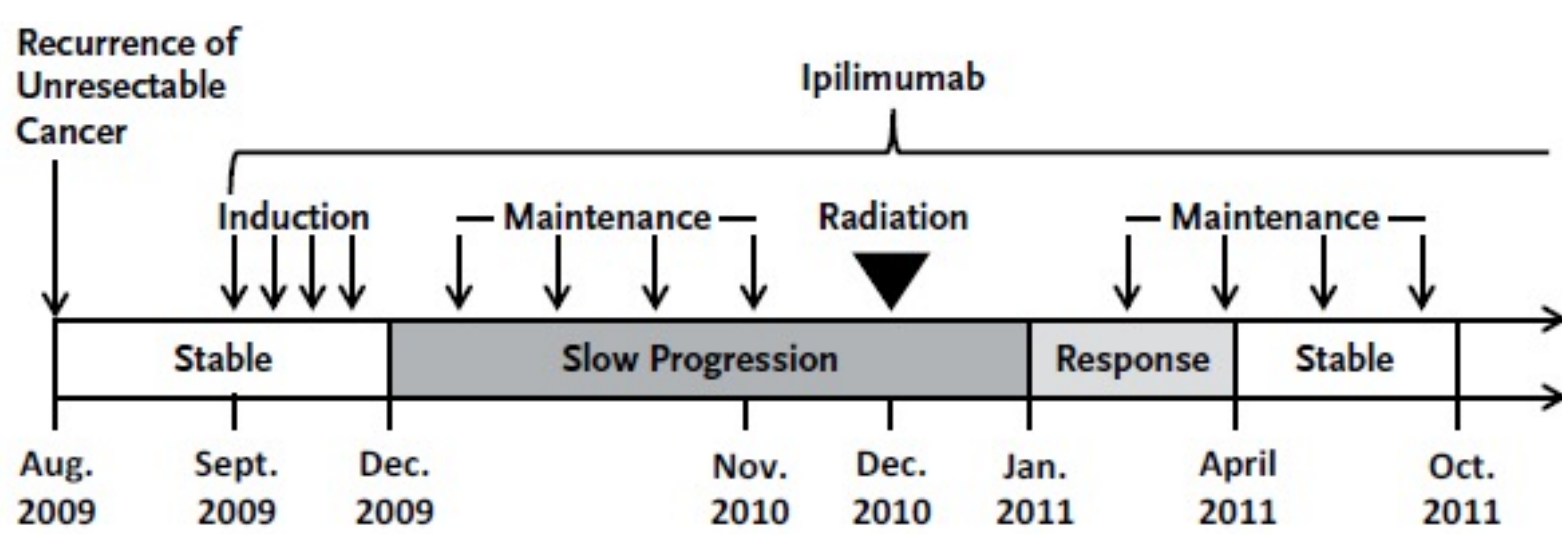 Recurrence of
Unresectable
Cancer
Ipilimumab
Induction
Maintenance
Radiation
Maintenance
Stable
Slow Progression
Response
Stable
Aug.
2009
Sept.
2009
Dec.
2009
Nov.
2010
Dec.
2010
Jan.
2011
April
2011
Oct.
2011